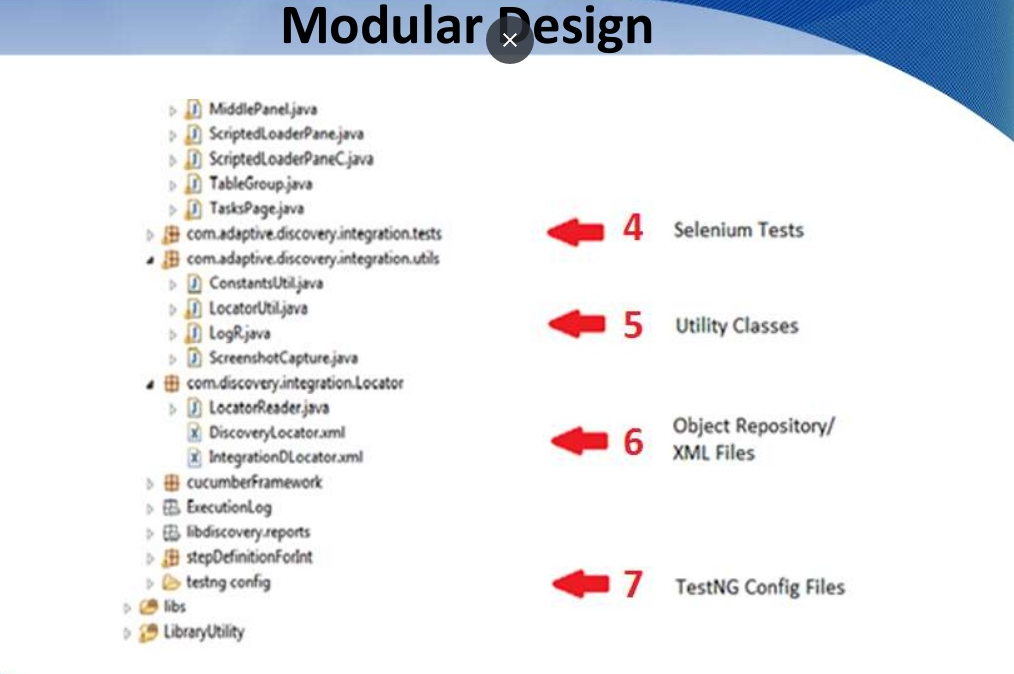 Modular Design
MiddlePanel.java
ScriptedLoaderPane.java
ScriptedLoaderPaneC.java
TableGroup.java
TasksPage.java
com.adaptive.discovery.integration.tests
4
Selenium Tests
com.adaptive.discovery.integration.utils
ConstantsUtil.java
LocatorUtil.java
5
Utility Classes
LogR.java
ScreenshotCapture.java
com.discovery.integration.Locator
LocatorReader.java
DiscoveryLocator.xml
IntegrationDLocator.xml
6
Object Repository/
XML Files
cucumberFramework
ExecutionLog
libdiscovery.reports
stepDefinitionForInt
testng config
7
TestNG Config Files
libs
LibraryUtility